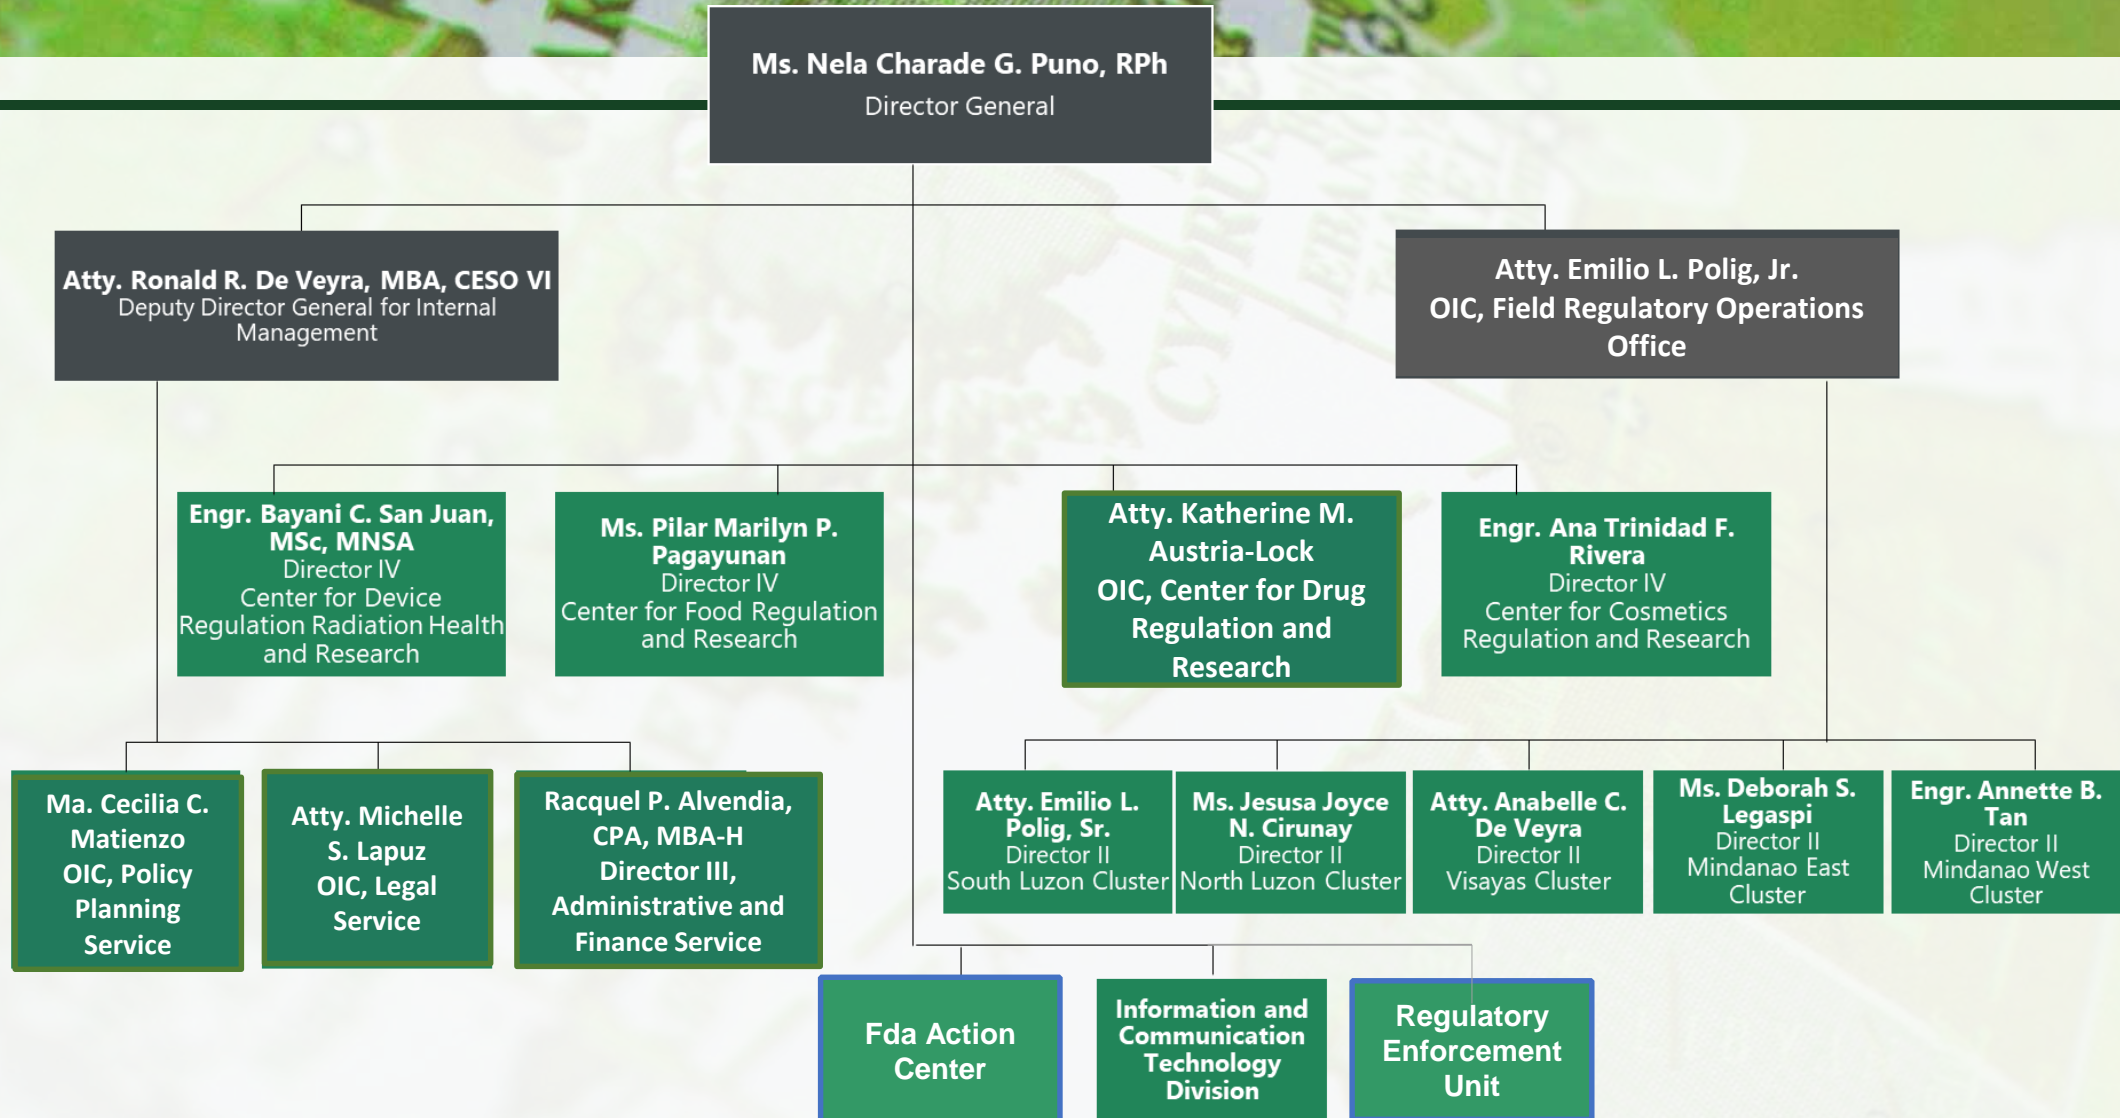 Ms. Nela Charade G. Puno, RPh
Director General
Atty. Ronald R. De Veyra, MBA, CESO VI
Deputy Director General for Internal
Management
Atty. Emilio L. Polig, Jr.
OIC, Field Regulatory Operations
Office
Engr. Bayani C. San Juan,
MSc, MNSA
Director IV
Center for Device
Regulation Radiation Health
and Research
Ms. Pilar Marilyn P.
Pagayunan
Director IV
Center for Food Regulation
and Research
Atty. Katherine M.
Austria-Lock
OIC, Center for Drug
Regulation and
Research
Engr. Ana Trinidad F.
Rivera
Director IV
Center for Cosmetics
Regulation and Research
Ma. Cecilia C.
Matienzo
OIC, Policy
Planning
Service
Atty. Michelle
S. Lapuz
OIC, Legal
Service
Racquel P. Alvendia,
CPA, MBA-H
Director III,
Administrative and
Finance Service
Atty. Emilio L.
Polig, Sr.
Director II
South Luzon Cluster
Ms. Jesusa Joyce
N. Cirunay
Director II
North Luzon Cluster
Atty. Anabelle C.
De Veyra
Director II
Visayas Cluster
Ms. Deborah S.
Legaspi
Director II
Mindanao East
Cluster
Engr. Annette B.
Tan
Director II
Mindanao West
Cluster
Fda Action
Center
Information and
Communication
Technology
Division
Regulatory
Enforcement
Unit
CYPRUS